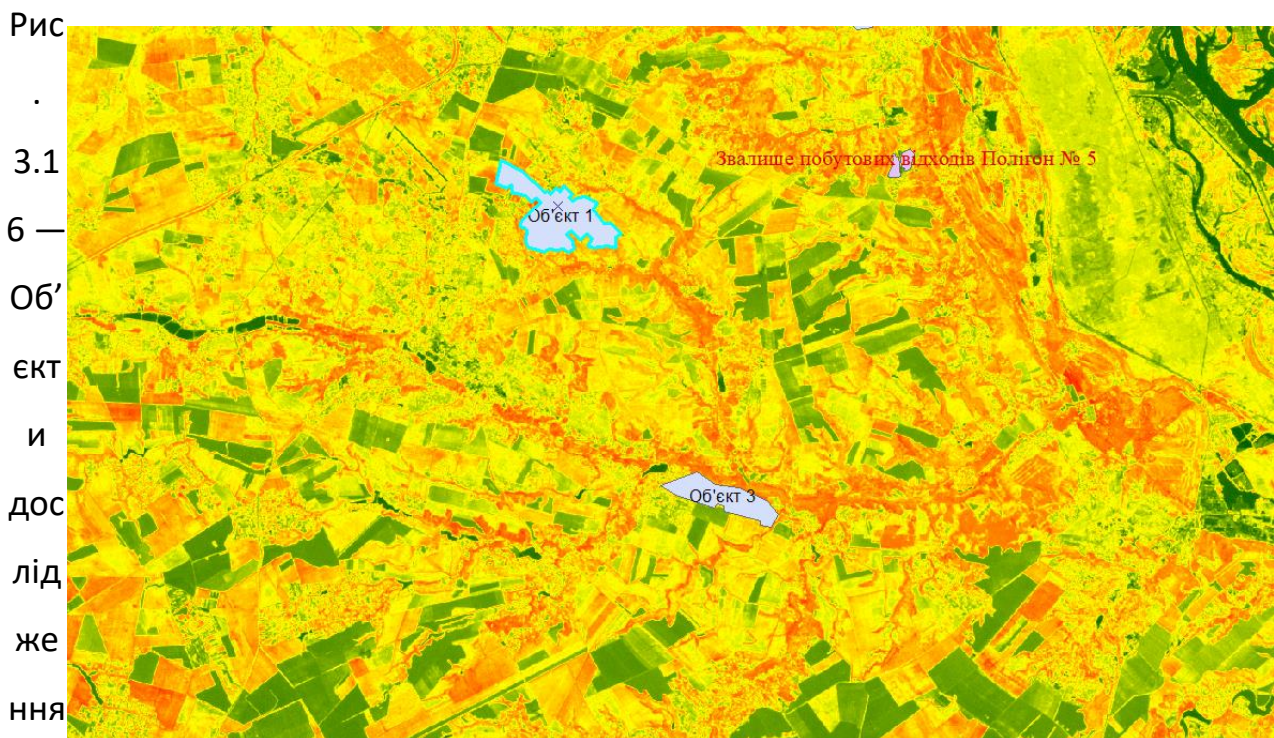 Рис
.
3.1
6 —
Об’
єкт
и
дос
лід
же
ння
Звалище побутових відходів Полігон № 5
Об'єкт 1
Об'єкт 3